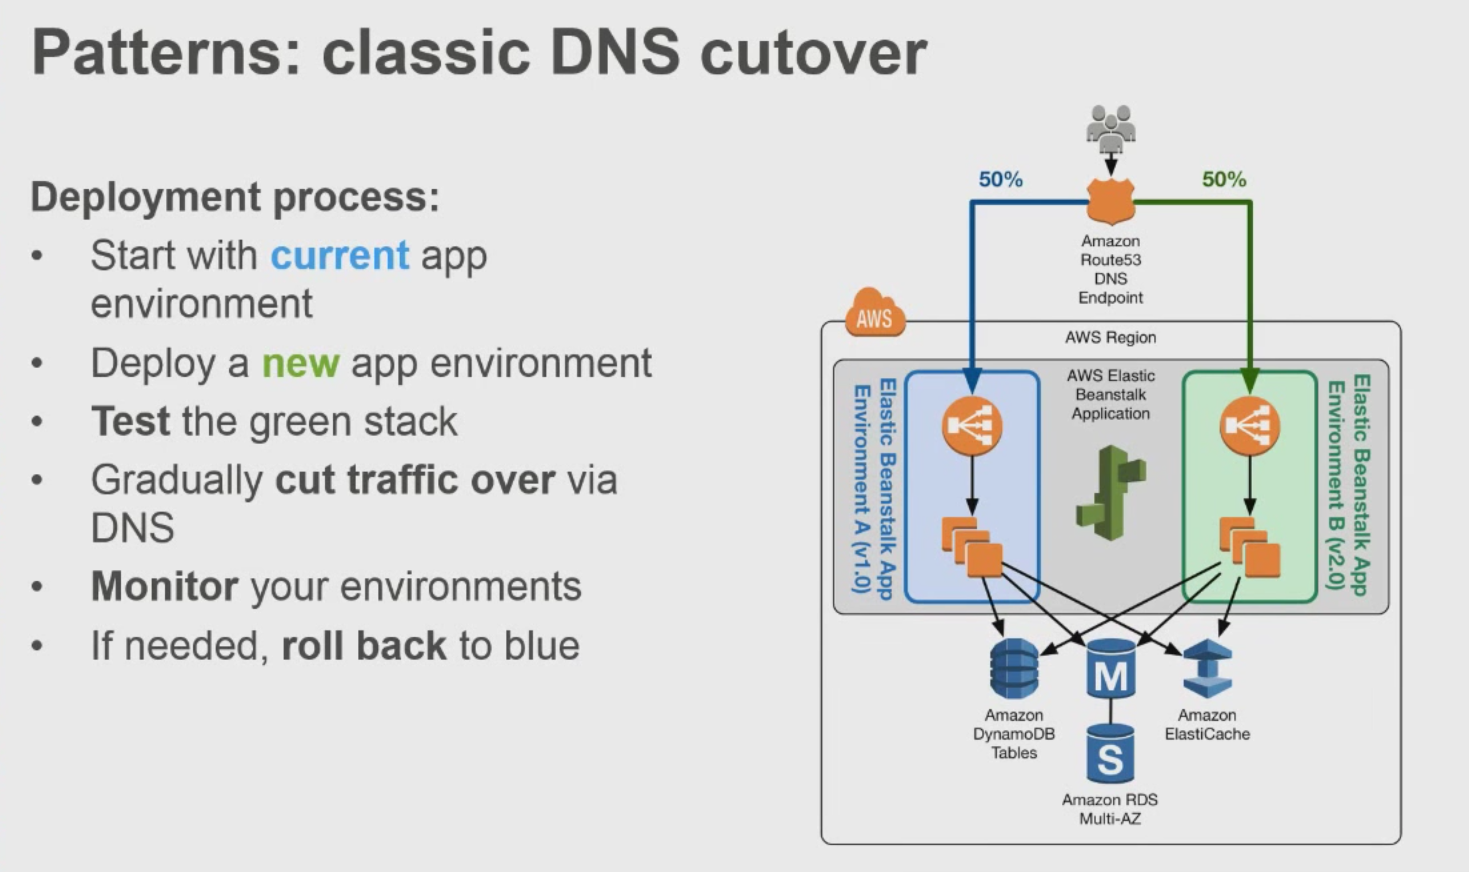 Patterns: classic DNS cutover
Deployment process:
• Start with current app
environment
• Deploy a new app environment
• Test the green stack
• Gradually cut traffic over via
DNS
• Monitor your environments
• If needed, roll back to blue
50%
50%
Amazon
Route53
DNS
Endpoint
AWS
AWS Region
AWS Elastic
Beanstalk
Application
Elastic Beanstalk App
Environment A (v1.0)
Elastic Beanstalk App
Environment B (v2.0)
M
S
Amazon
DynamoDB
Tables
Amazon
ElastiCache
Amazon RDS
Multi-AZ